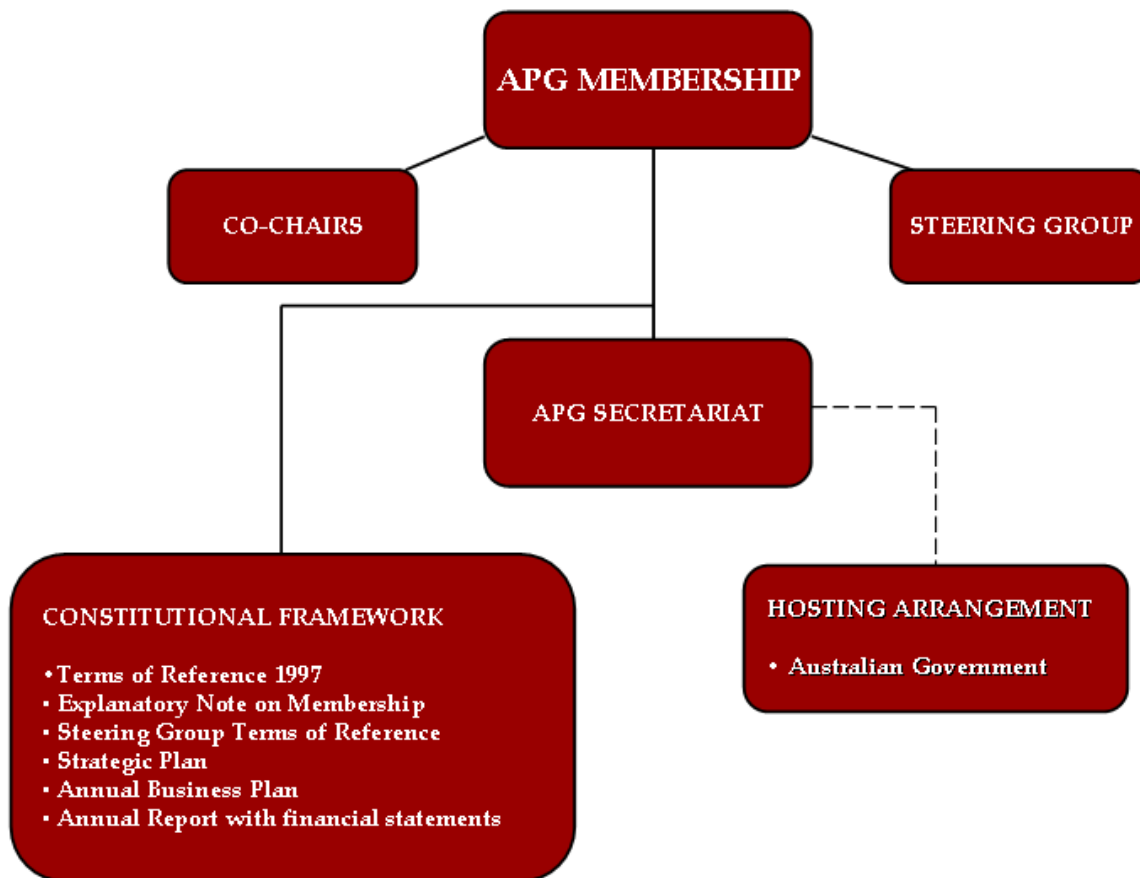 APG MEMBERSHIP
CO-CHAIRS
STEERING GROUP
APG SECRETARIAT
CONSTITUTIONAL FRAMEWORK
•Terms of Reference 1997
▪ Explanatory Note on Membership
▪ Steering Group Terms of Reference
▪ Strategic Plan
▪ Annual Business Plan
▪ Annual Report with financial statements
HOSTING ARRANGEMENT
• Australian Government